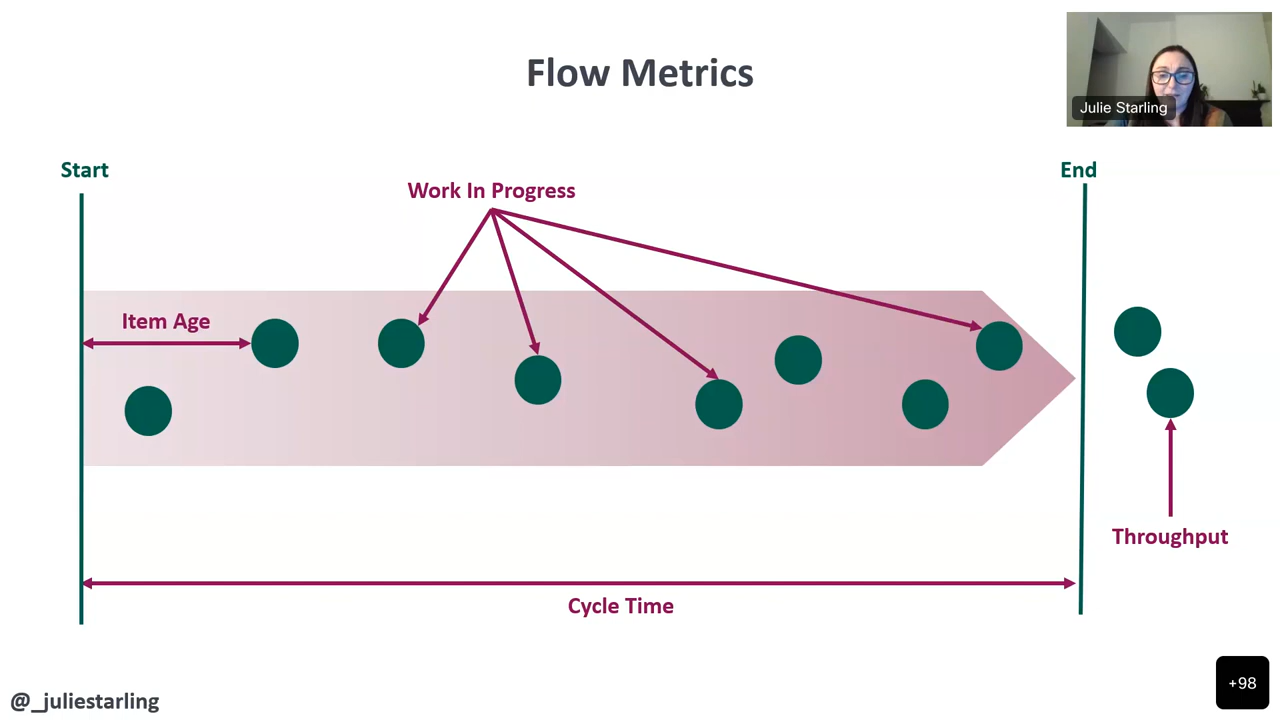 Flow Metrics
Julie Starling
Start
End
Work In Progress
Item Age
Throughput
Cycle Time
@_juliestarling
+98